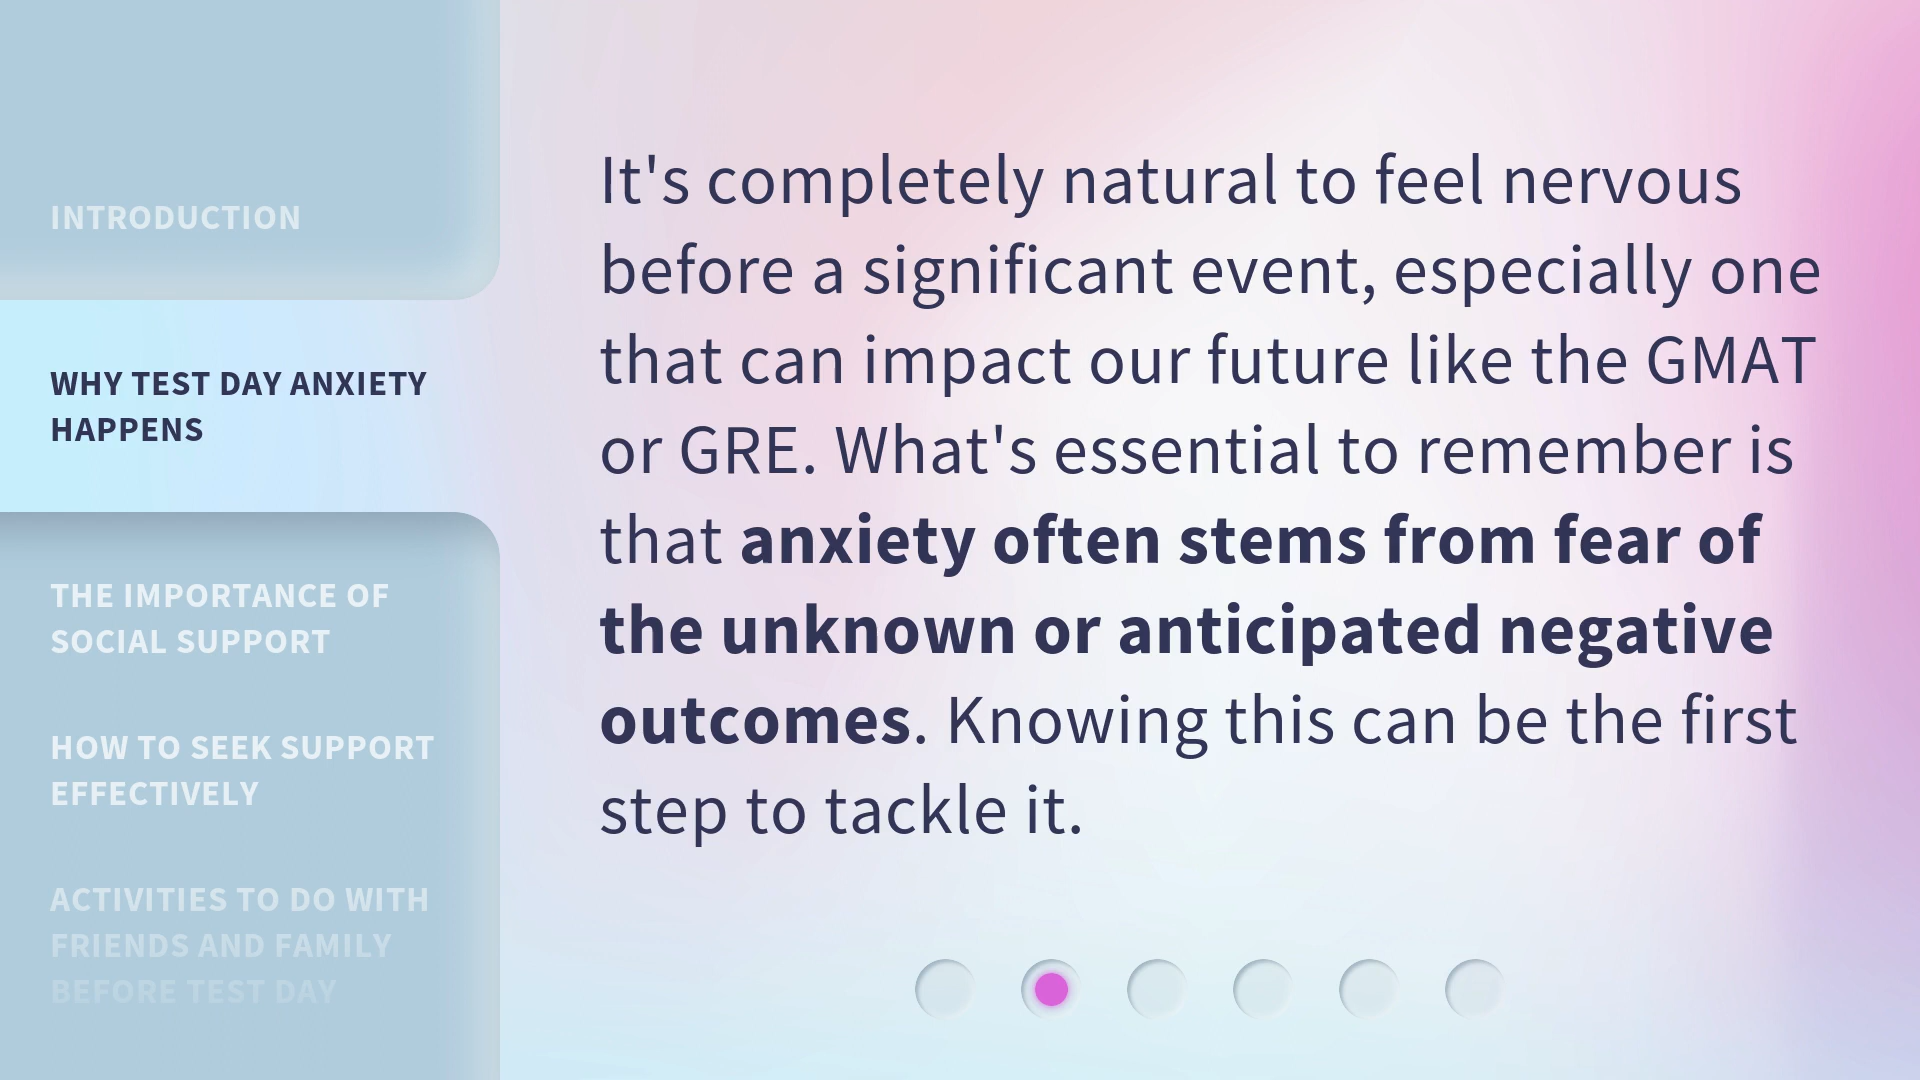 INTRODUCTION
WHY TEST DAY ANXIETY
HAPPENS
THE IMPORTANCE OF
SOCIAL SUPPORT
HOW TO SEEK SUPPORT
EFFECTIVELY
ACTIVITIES TO DO WITH
FRIENDS AND FAMILY
BEFORE TEST DAY
It's completely natural to feel nervous
before a significant event, especially one
that can impact our future like the GMAT
or GRE. What's essential to remember is
that anxiety often stems from fear of
the unknown or anticipated negative
outcomes. Knowing this can be the first
step to tackle it.